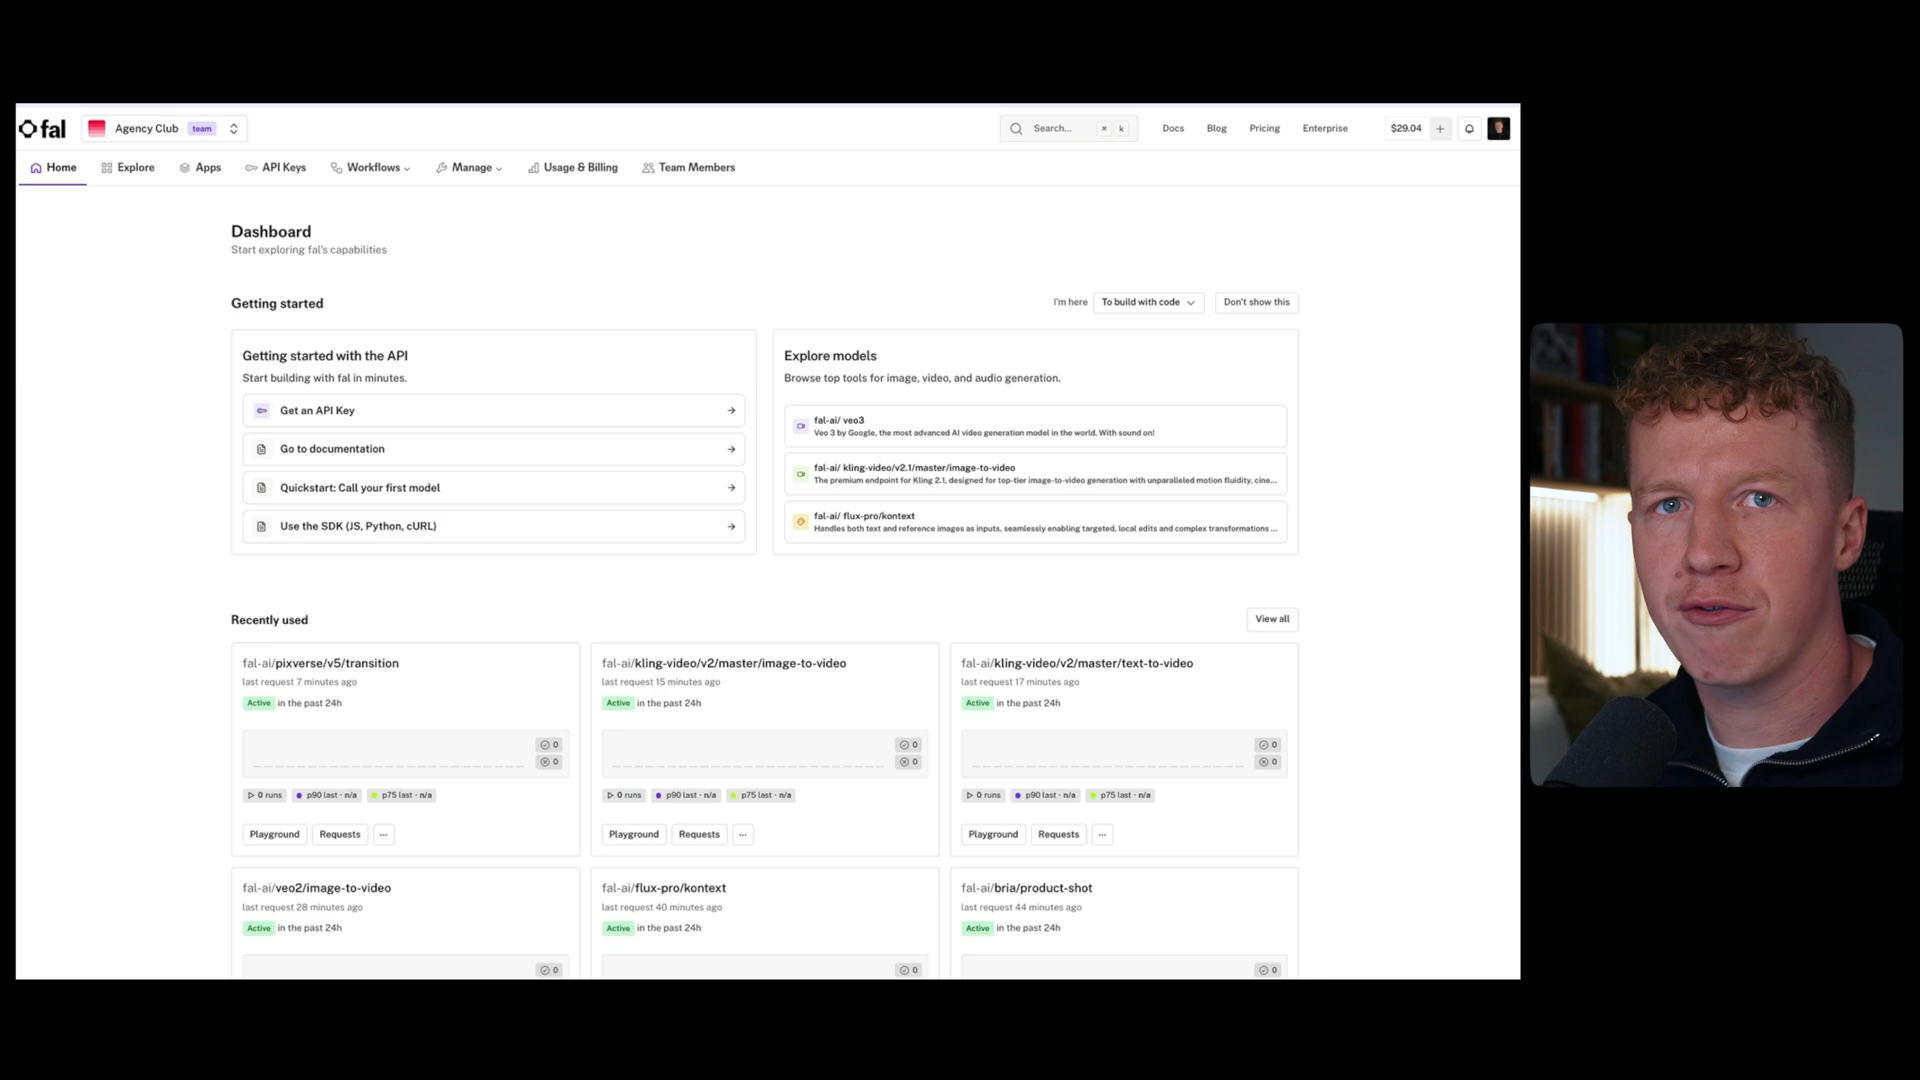 fal
Agency Club team
Search... ⌘ k
Docs
Blog
Pricing
Enterprise
$29.04 +
Home
Explore
Apps
API Keys
Workflows
Manage
Usage & Billing
Team Members
Dashboard
Start exploring fal's capabilities
Getting started
I'm here
To build with code
Don't show this
Getting started with the API
Start building with fal in minutes.
Get an API Key
Go to documentation
Quickstart: Call your first model
Use the SDK (JS, Python, cURL)
Explore models
Browse top tools for image, video, and audio generation.
fal-ai/ veo3
Veo 3 by Google, the most advanced AI video generation model in the world. With sound on!
fal-ai/ kling-video/v2.1/master/image-to-video
The premium endpoint for Kling 2.1, designed for top-tier image-to-video generation with unparalleled motion fluidity, cine...
fal-ai/ flux-pro/kontext
Handles both text and reference images as inputs, seamlessly enabling targeted, local edits and complex transformations ...
Recently used
View all
fal-ai/pixverse/v5/transition
last request 7 minutes ago
Active in the past 24h
0
0
0 runs
p90 last - n/a
p75 last - n/a
Playground
Requests
...
fal-ai/kling-video/v2/master/image-to-video
last request 15 minutes ago
Active in the past 24h
0
0
0 runs
p90 last - n/a
p75 last - n/a
Playground
Requests
...
fal-ai/kling-video/v2/master/text-to-video
last request 17 minutes ago
Active in the past 24h
0
0
0 runs
p90 last - n/a
p75 last - n/a
Playground
Requests
...
fal-ai/veo2/image-to-video
last request 28 minutes ago
Active in the past 24h
0
fal-ai/flux-pro/kontext
last request 40 minutes ago
Active in the past 24h
0
fal-ai/bria/product-shot
last request 44 minutes ago
Active in the past 24h
0